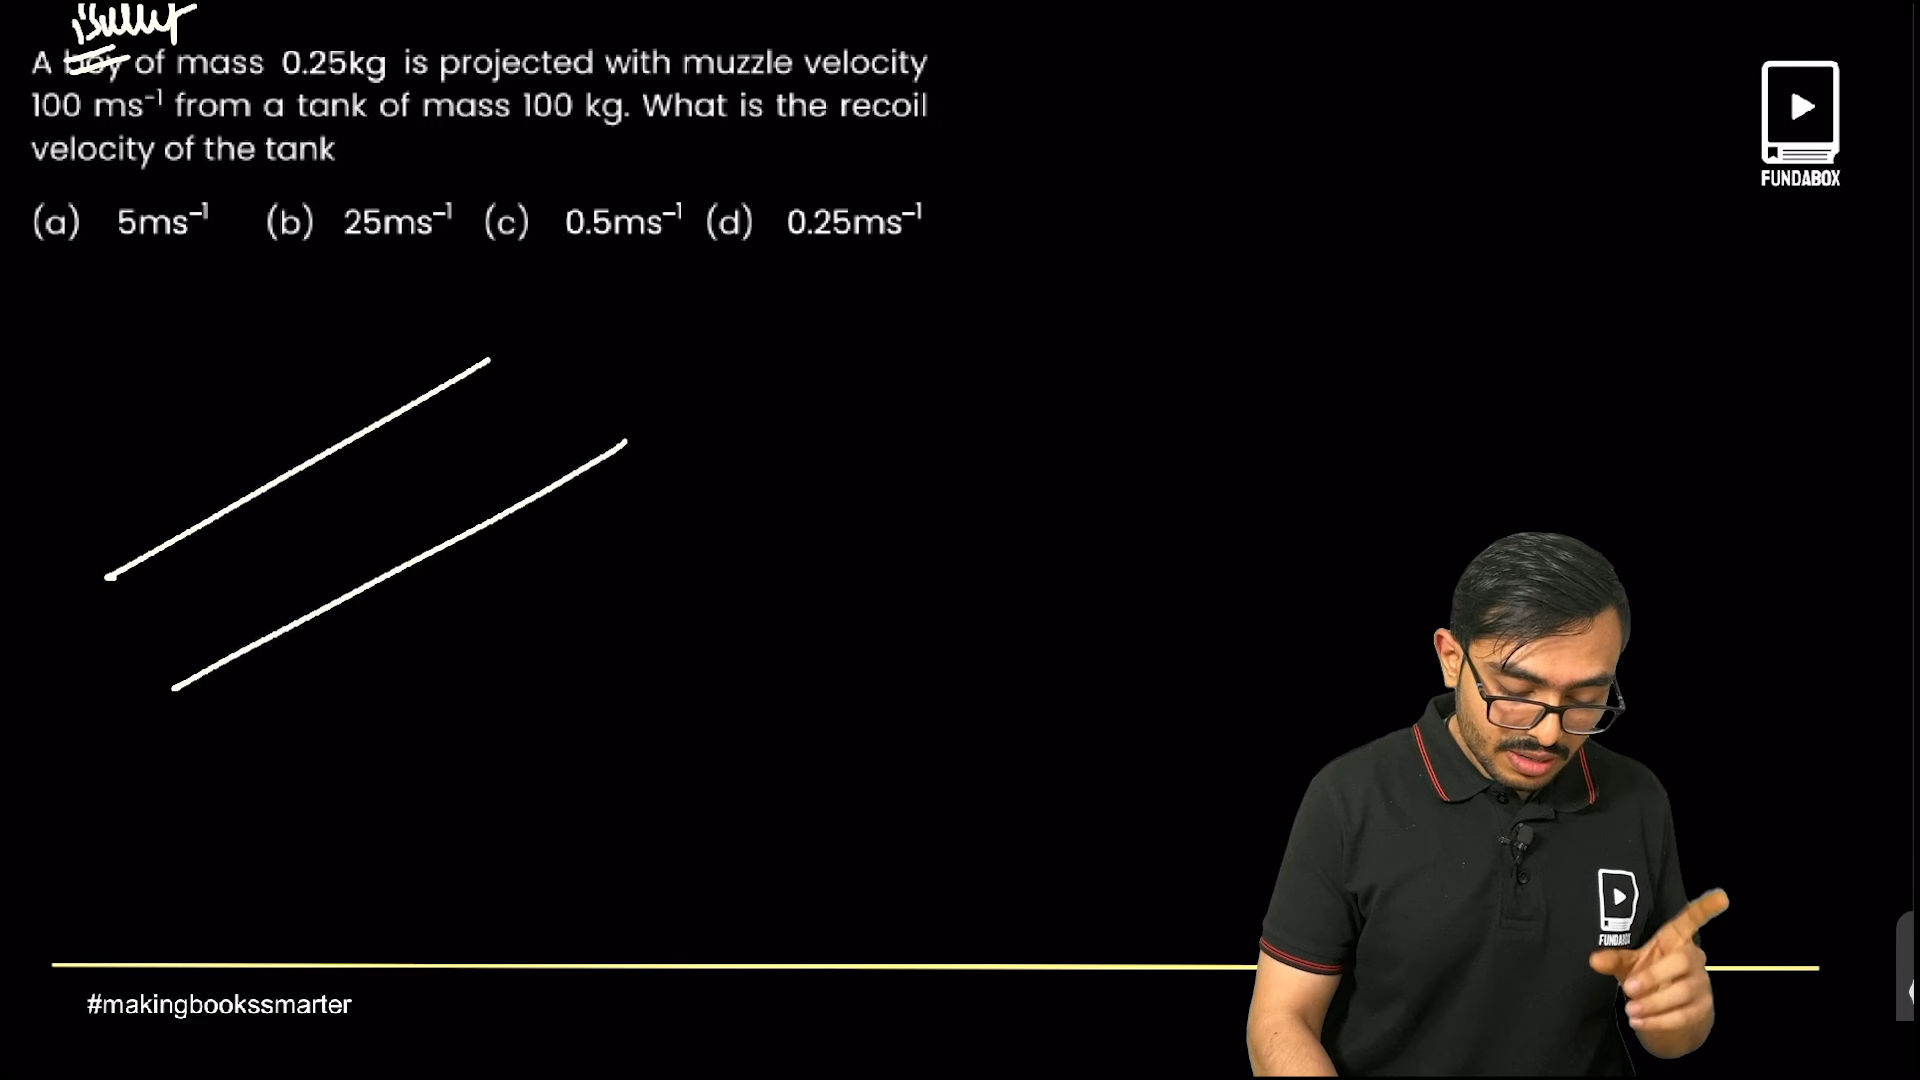 Bullet
A boy of mass 0.25kg is projected with muzzle velocity
100 ms⁻¹ from a tank of mass 100 kg. What is the recoil
velocity of the tank
(a) 5ms⁻¹ (b) 25ms⁻¹ (c) 0.5ms⁻¹ (d) 0.25ms⁻¹
FUNDABOX
FUNDABOX
#makingbookssmarter